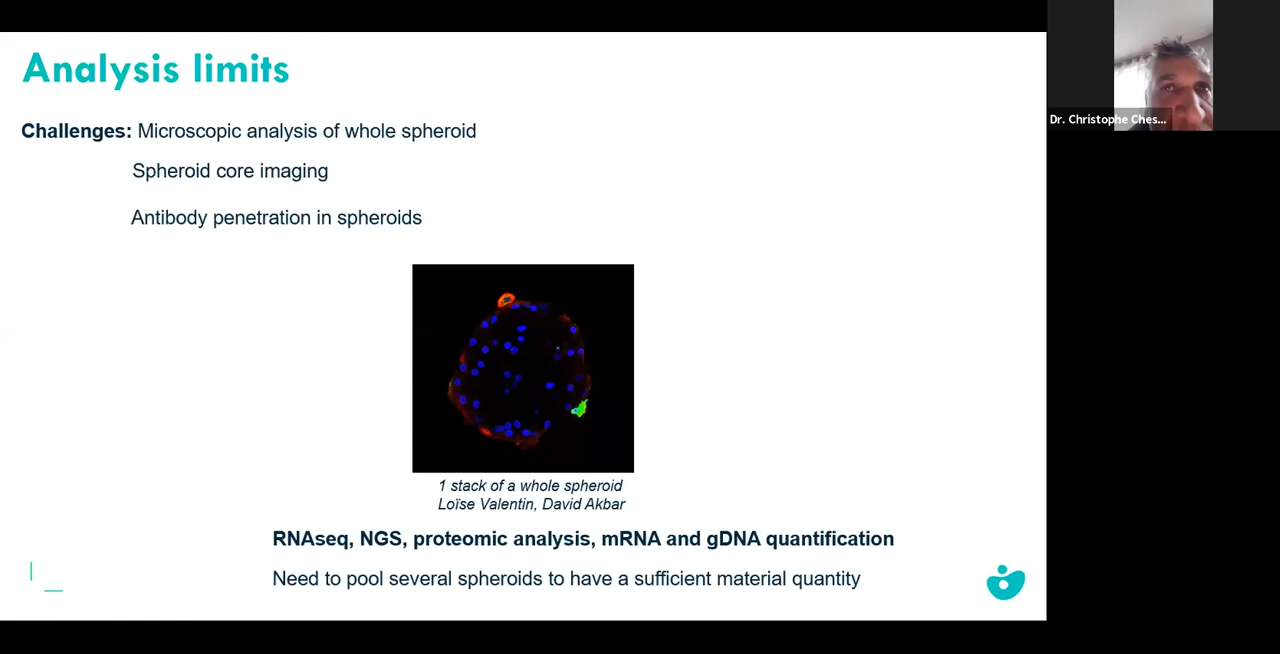 Analysis limits
Challenges: Microscopic analysis of whole spheroid
Spheroid core imaging
Antibody penetration in spheroids
1 stack of a whole spheroid
Loïse Valentin, David Akbar
RNAseq, NGS, proteomic analysis, mRNA and gDNA quantification
Need to pool several spheroids to have a sufficient material quantity
Dr. Christophe Ches...